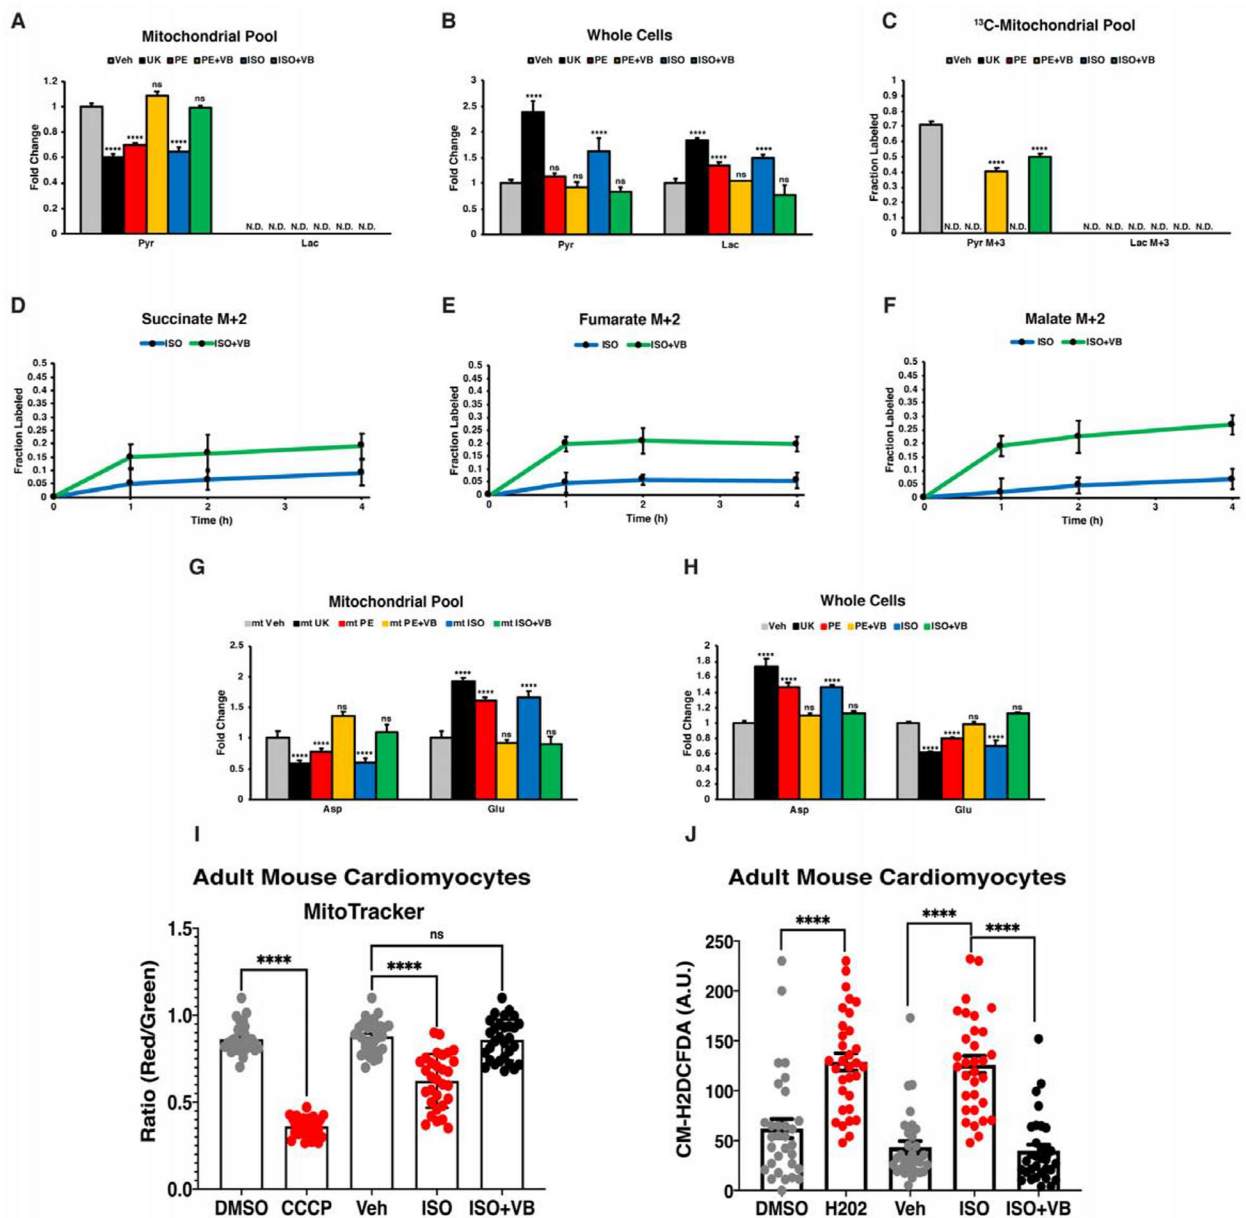 A
Mitochondrial Pool
Veh UK PE PE+VB ISO ISO+VB
Fold Change
1.2
1
0.8
0.6
0.4
0.2
0
**** **** ns **** ns
N.D. N.D. N.D. N.D. N.D. N.D.
Pyr Lac
B
Whole Cells
Veh UK PE PE+VB ISO ISO+VB
Fold Change
3
2.5
2
1.5
1
0.5
0
**** ns ns **** ns
**** **** ns **** ns
Pyr Lac
C
13C-Mitochondrial Pool
Veh UK PE PE+VB ISO ISO+VB
Fraction Labeled
1
0.9
0.8
0.7
0.6
0.5
0.4
0.3
0.2
0.1
0
N.D. N.D. **** N.D. ****
N.D. N.D. N.D. N.D. N.D. N.D.
Pyr M+3 Lac M+3
D
Succinate M+2
ISO ISO+VB
Fraction Labeled
0.5
0.45
0.4
0.35
0.3
0.25
0.2
0.15
0.1
0.05
0
0 1 2 3 4
Time (h)
E
Fumarate M+2
ISO ISO+VB
Fraction Labeled
0.5
0.45
0.4
0.35
0.3
0.25
0.2
0.15
0.1
0.05
0
0 1 2 3 4
Time (h)
F
Malate M+2
ISO ISO+VB
Fraction Labeled
0.5
0.45
0.4
0.35
0.3
0.25
0.2
0.15
0.1
0.05
0
0 1 2 3 4
Time (h)
G
Mitochondrial Pool
mt Veh mt UK mt PE mt PE+VB mt ISO mt ISO+VB
Fold Change
2.5
2
1.5
1
0.5
0
**** **** ns **** ns
**** **** ns **** ns
Asp Glu
H
Whole Cells
Veh UK PE PE+VB ISO ISO+VB
Fold Change
2
1.8
1.6
1.4
1.2
1
0.8
0.6
0.4
0.2
0
**** **** ns **** ns
**** **** ns **** ns
Asp Glu
I
Adult Mouse Cardiomyocytes
MitoTracker
Ratio (Red/Green)
1.5
1.0
0.5
0.0
****
****
ns
DMSO CCCP Veh ISO ISO+VB
J
Adult Mouse Cardiomyocytes
CM-H2DCFDA (A.U.)
250
200
150
100
50
0
****
****
****
DMSO H202 Veh ISO ISO+VB